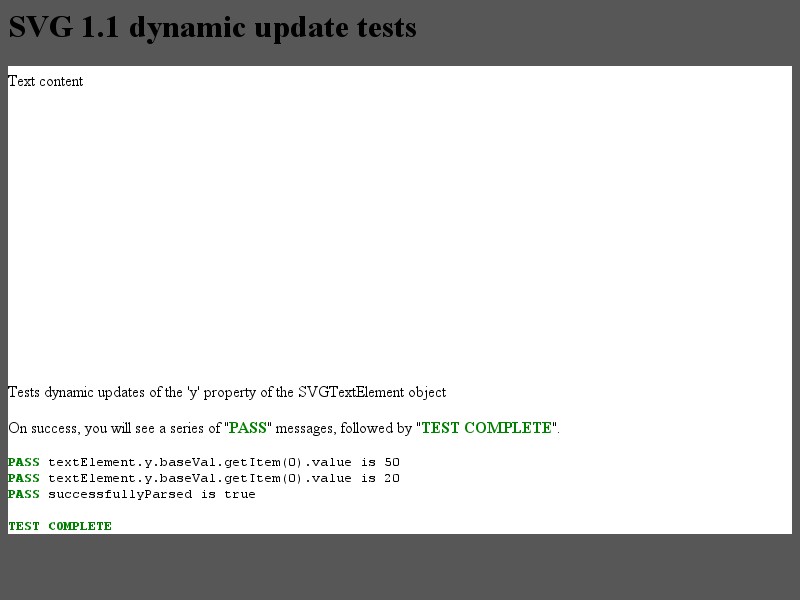 SVG 1.1 dynamic update tests
Text content
Tests dynamic updates of the 'y' property of the SVGTextElement object
On success, you will see a series of "PASS" messages, followed by "TEST COMPLETE".
PASS textElement.y.baseVal.getItem(0).value is 50
PASS textElement.y.baseVal.getItem(0).value is 20
PASS successfullyParsed is true
TEST COMPLETE